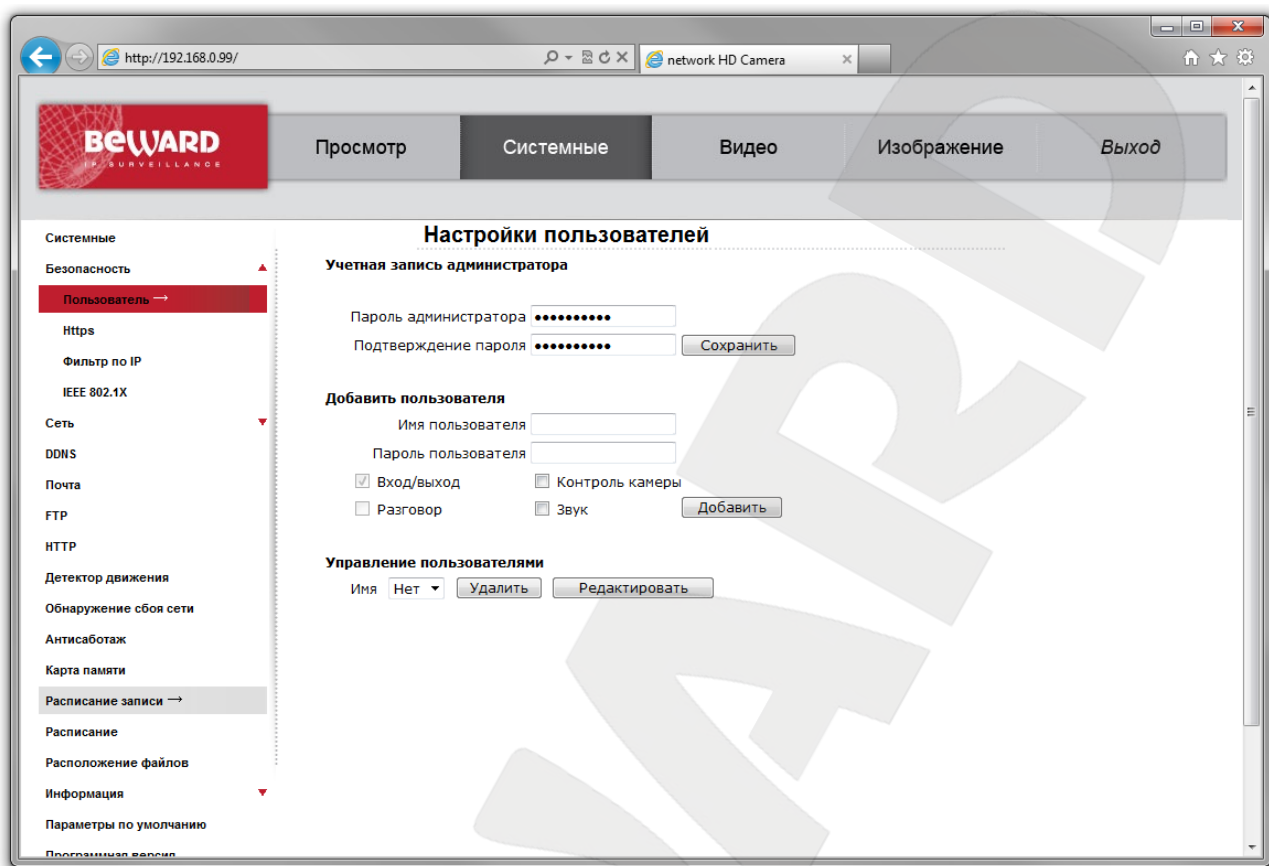 http://192.168.0.99/
network HD Camera
BEWARD
IP SURVEILLANCE
Просмотр
Системные
Видео
Изображение
Выход
Системные
Безопасность
Пользователь →
Https
Фильтр по IP
IEEE 802.1X
Сеть
DDNS
Почта
FTP
HTTP
Детектор движения
Обнаружение сбоя сети
Антисаботаж
Карта памяти
Расписание записи →
Расписание
Расположение файлов
Информация
Параметры по умолчанию
Программная версия
Настройки пользователей
Учетная запись администратора
Пароль администратора ••••••••••
Подтверждение пароля •••••••••• Сохранить
Добавить пользователя
Имя пользователя
Пароль пользователя
Вход/выход Контроль камеры
Разговор Звук Добавить
Управление пользователями
Имя Нет Удалить Редактировать